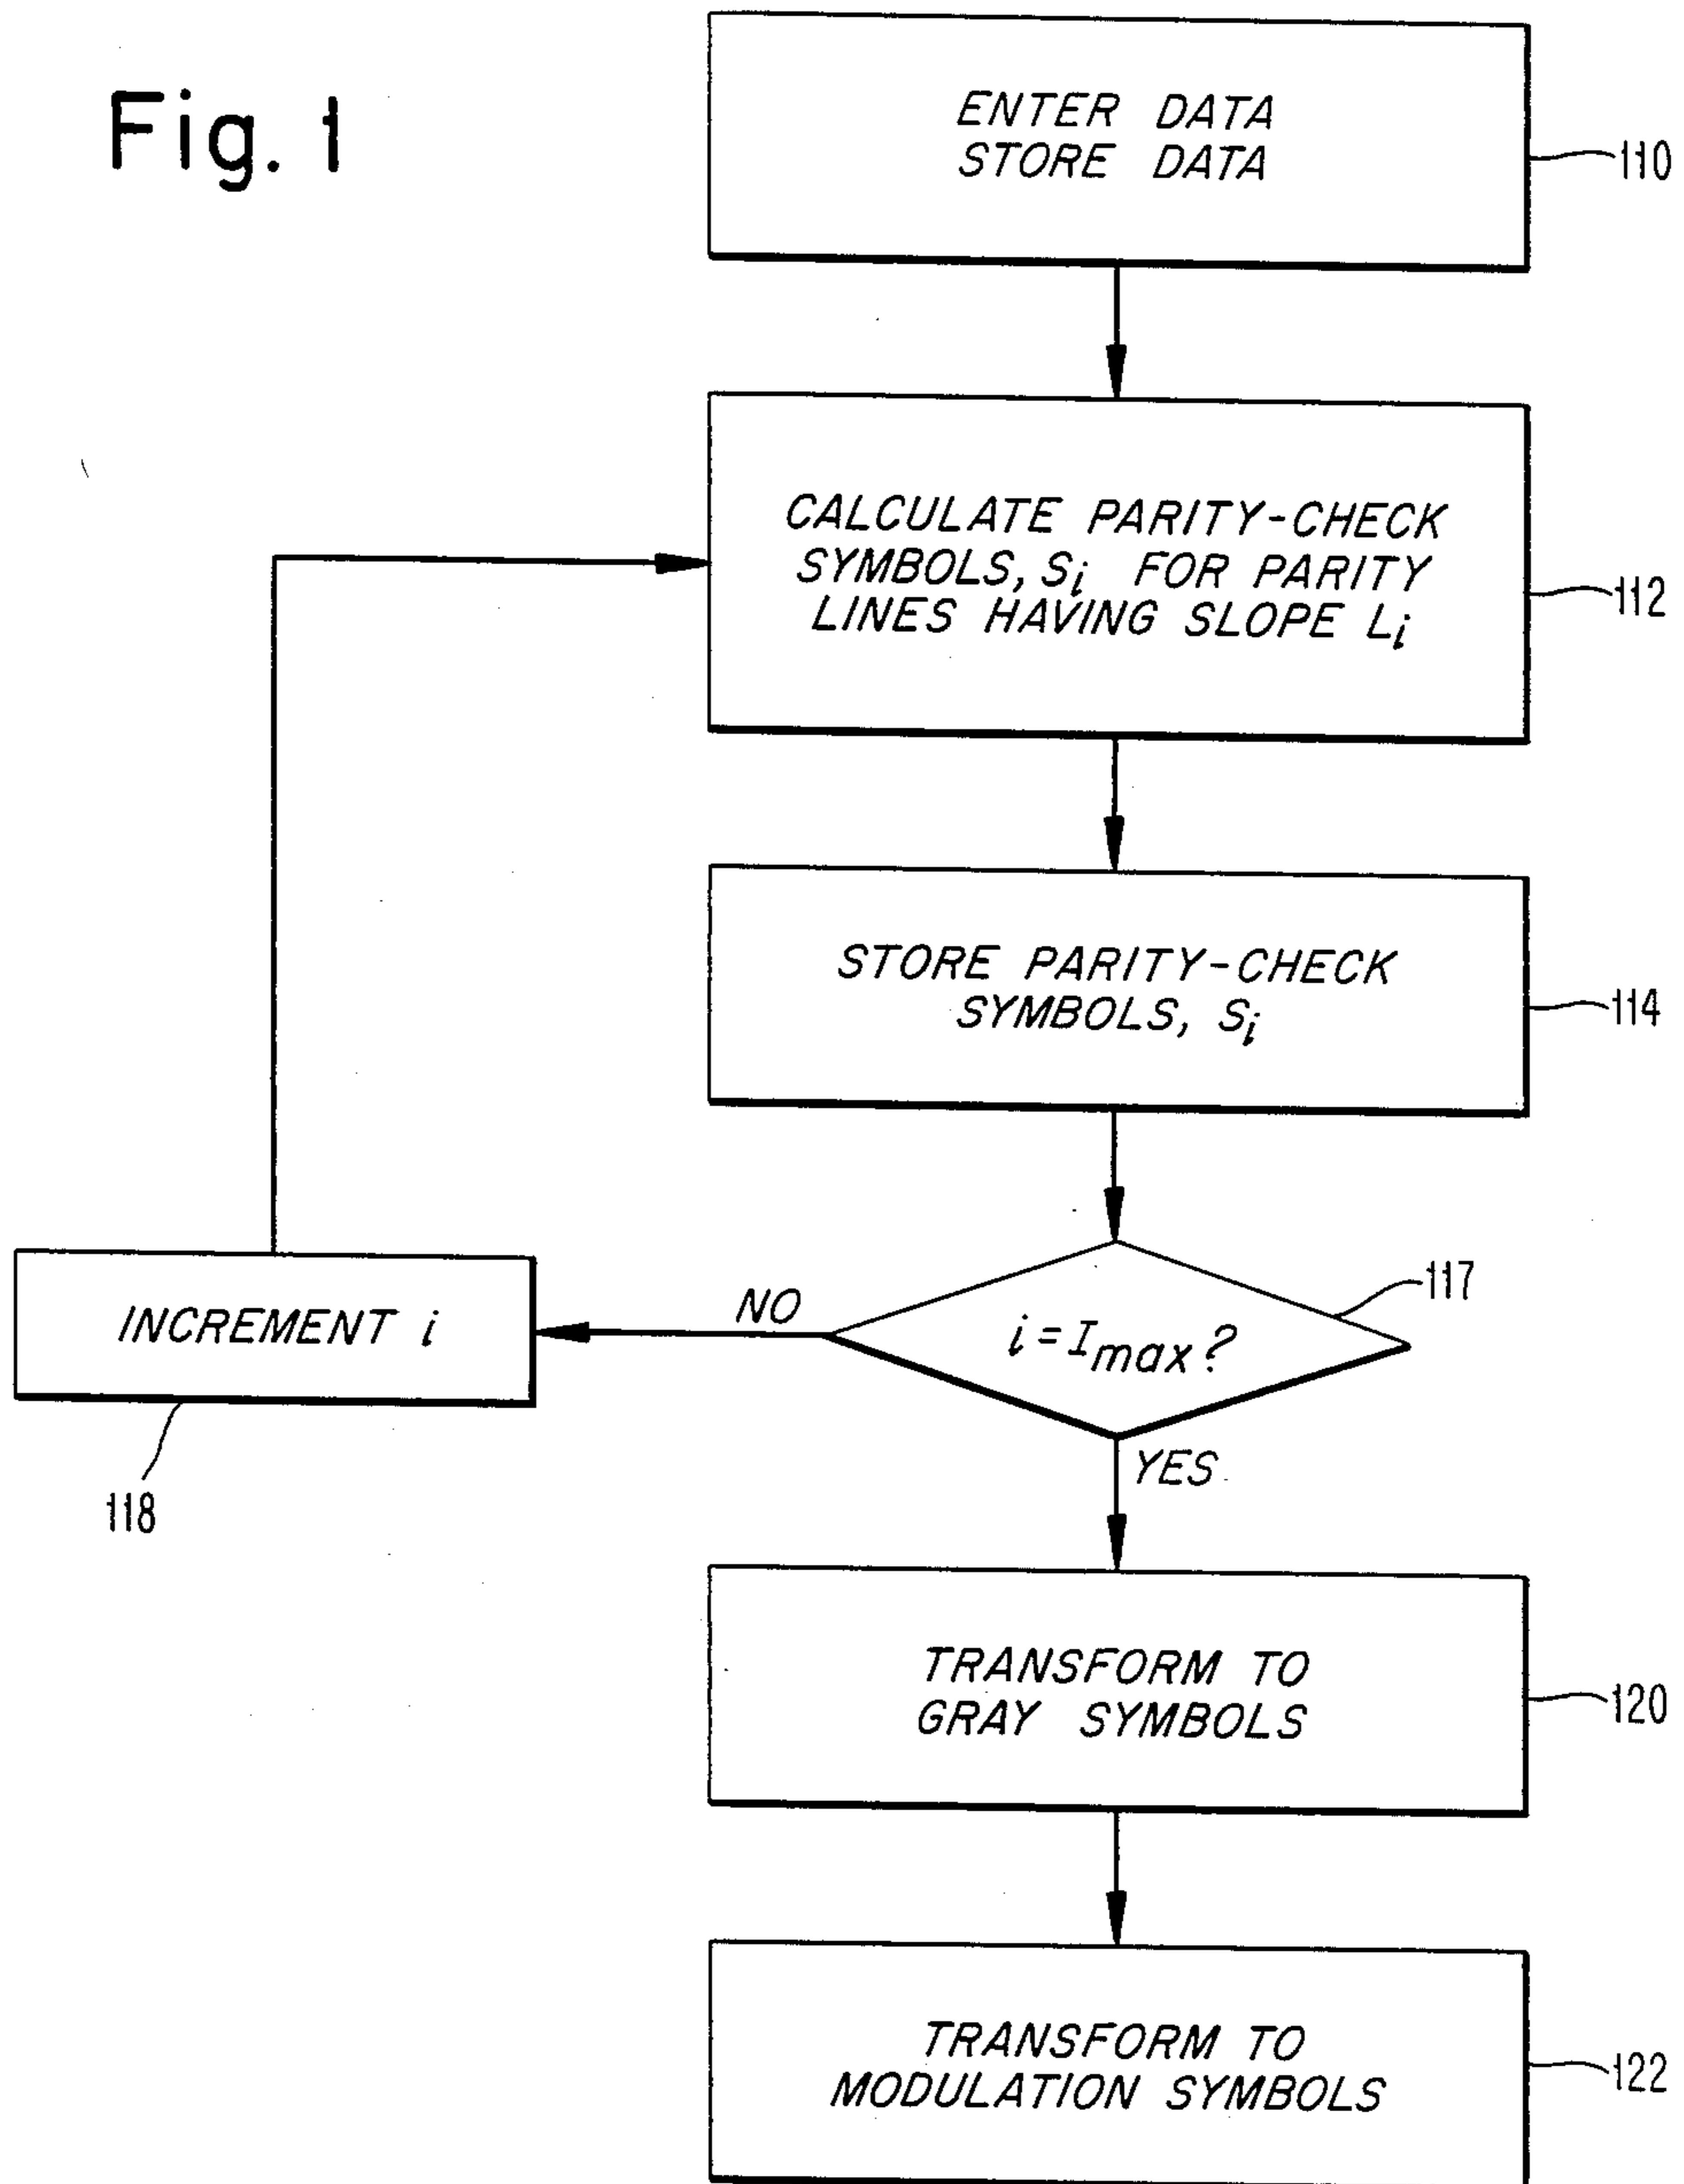 Fig. 1
ENTER DATA
STORE DATA
110
CALCULATE PARITY-CHECK
SYMBOLS, Si FOR PARITY
LINES HAVING SLOPE Li
112
STORE PARITY-CHECK
SYMBOLS, Si
114
i = Imax ?
117
NO
INCREMENT i
118
YES
TRANSFORM TO
GRAY SYMBOLS
120
TRANSFORM TO
MODULATION SYMBOLS
122